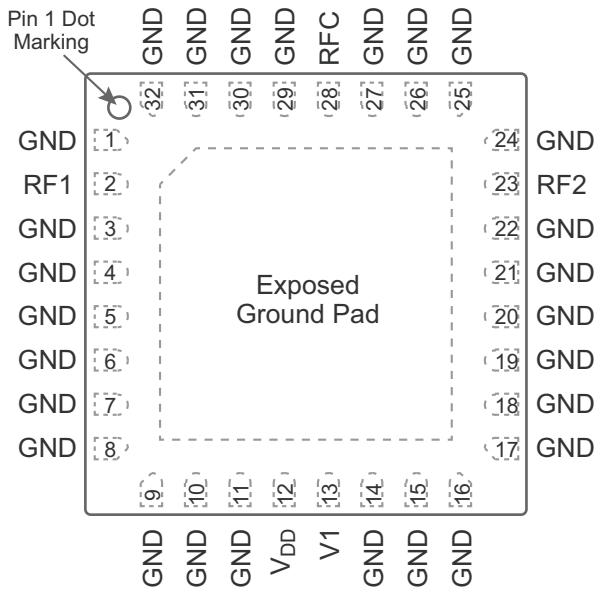 Pin 1 Dot
Marking
GND GND GND GND RFC GND GND GND
32 31 30 29 28 27 26 25
GND 1 24 GND
RF1 2 23 RF2
GND 3 22 GND
GND 4 21 GND
GND 5 20 GND
GND 6 19 GND
GND 7 18 GND
GND 8 17 GND
Exposed
Ground Pad
9 10 11 12 13 14 15 16
GND GND GND VDD V1 GND GND GND